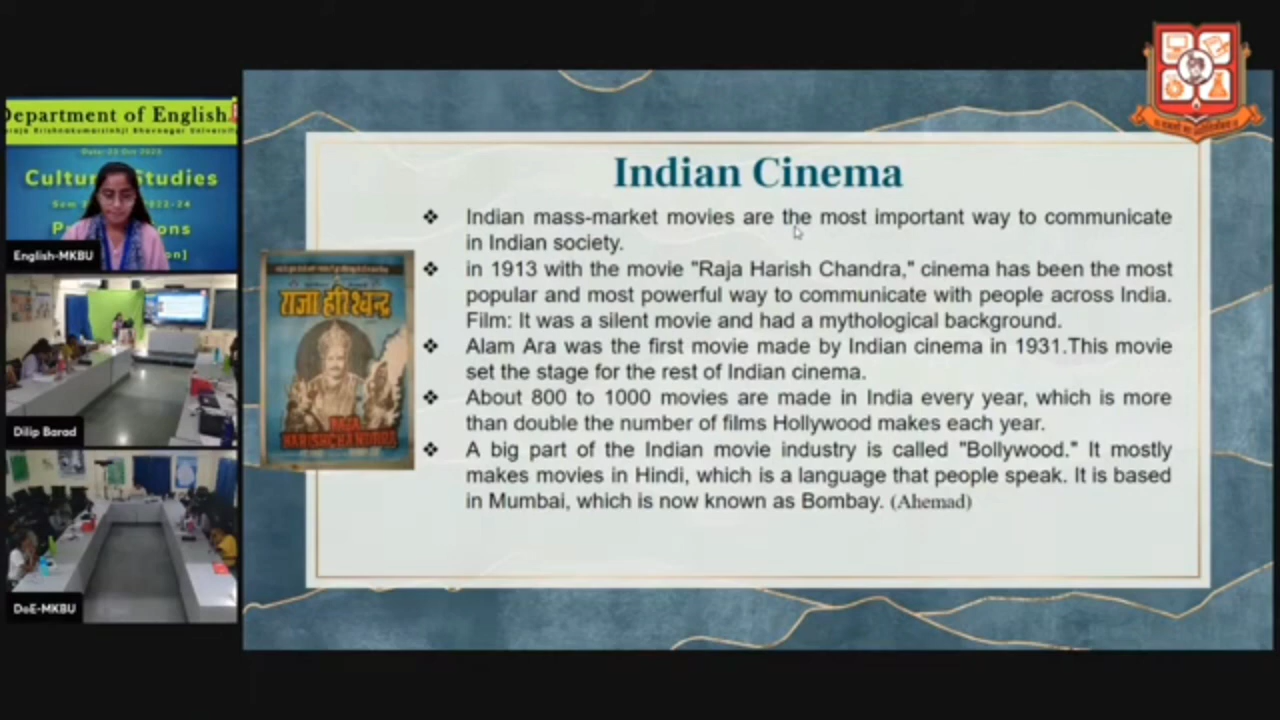 Department of English
Maharaja Krishnakumarsinhji Bhavnagar University
Cultural Studies
English-MKBU
Dilip Barad
DoE-MKBU
राजा हरिश्चन्द्र
RAJA
HARISHCHANDRA
Indian Cinema
❖ Indian mass-market movies are the most important way to communicate
in Indian society.
❖ in 1913 with the movie "Raja Harish Chandra," cinema has been the most
popular and most powerful way to communicate with people across India.
Film: It was a silent movie and had a mythological background.
❖ Alam Ara was the first movie made by Indian cinema in 1931.This movie
set the stage for the rest of Indian cinema.
❖ About 800 to 1000 movies are made in India every year, which is more
than double the number of films Hollywood makes each year.
❖ A big part of the Indian movie industry is called "Bollywood." It mostly
makes movies in Hindi, which is a language that people speak. It is based
in Mumbai, which is now known as Bombay. (Ahemad)